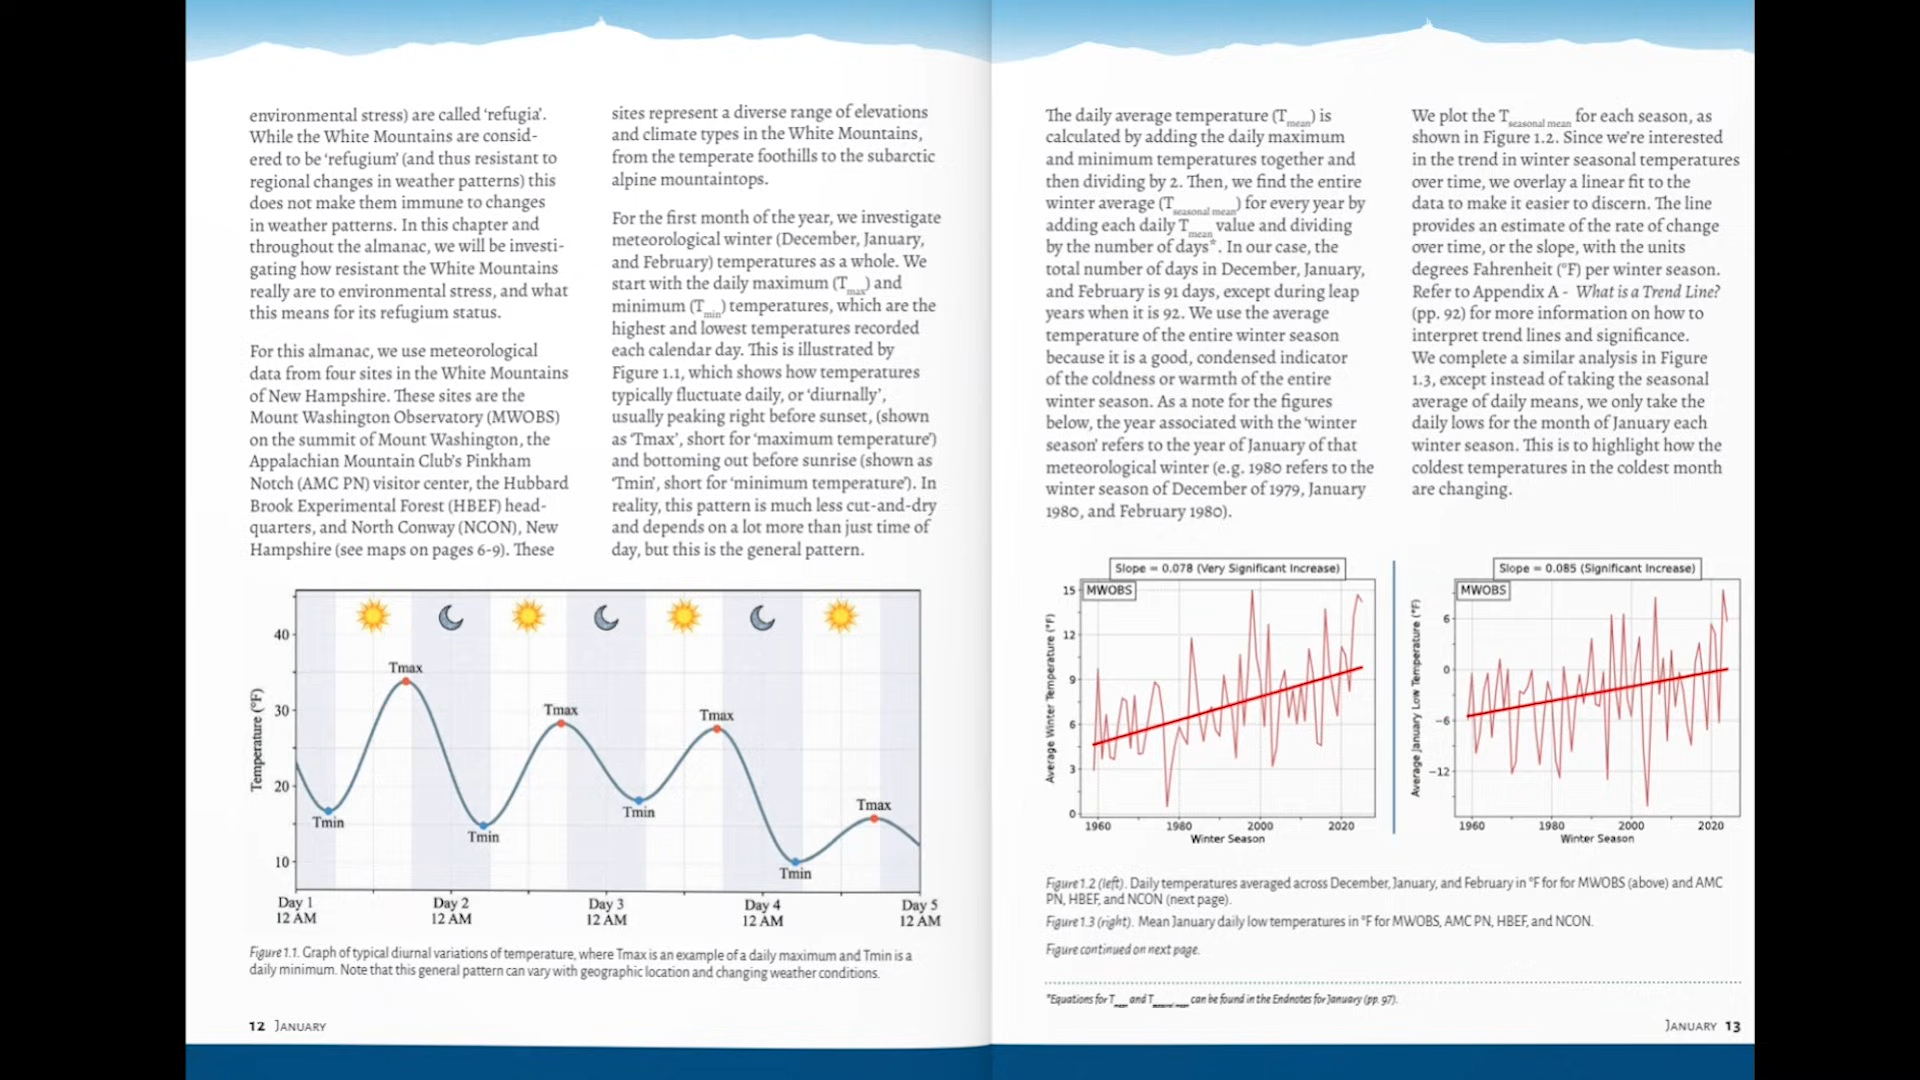 environmental stress) are called ‘refugia’.
While the White Mountains are consid-
ered to be ‘refugium’ (and thus resistant to
regional changes in weather patterns) this
does not make them immune to changes
in weather patterns. In this chapter and
throughout the almanac, we will be investi-
gating how resistant the White Mountains
really are to environmental stress, and what
this means for its refugium status.
For this almanac, we use meteorological
data from four sites in the White Mountains
of New Hampshire. These sites are the
Mount Washington Observatory (MWOBS)
on the summit of Mount Washington, the
Appalachian Mountain Club’s Pinkham
Notch (AMC PN) visitor center, the Hubbard
Brook Experimental Forest (HBEF) head-
quarters, and North Conway (NCON), New
Hampshire (see maps on pages 6-9). These
sites represent a diverse range of elevations
and climate types in the White Mountains,
from the temperate foothills to the subarctic
alpine mountaintops.
For the first month of the year, we investigate
meteorological winter (December, January,
and February) temperatures as a whole. We
start with the daily maximum (Tmax) and
minimum (Tmin) temperatures, which are the
highest and lowest temperatures recorded
each calendar day. This is illustrated by
Figure 1.1, which shows how temperatures
typically fluctuate daily, or ‘diurnally’,
usually peaking right before sunset, (shown
as ‘Tmax’, short for ‘maximum temperature’)
and bottoming out before sunrise (shown as
‘Tmin’, short for ‘minimum temperature’). In
reality, this pattern is much less cut-and-dry
and depends on a lot more than just time of
day, but this is the general pattern.
Temperature (°F)
40
30
20
10
Tmax
Tmax
Tmax
Tmax
Tmin
Tmin
Tmin
Tmin
Day 1 Day 2 Day 3 Day 4 Day 5
12 AM 12 AM 12 AM 12 AM 12 AM
Figure 1.1. Graph of typical diurnal variations of temperature, where Tmax is an example of a daily maximum and Tmin is a
daily minimum. Note that this general pattern can vary with geographic location and changing weather conditions.
12 JANUARY
The daily average temperature (Tmean) is
calculated by adding the daily maximum
and minimum temperatures together and
then dividing by 2. Then, we find the entire
winter average (Tseasonal mean) for every year by
adding each daily Tmean value and dividing
by the number of days*. In our case, the
total number of days in December, January,
and February is 91 days, except during leap
years when it is 92. We use the average
temperature of the entire winter season
because it is a good, condensed indicator
of the coldness or warmth of the entire
winter season. As a note for the figures
below, the year associated with the ‘winter
season’ refers to the year of January of that
meteorological winter (e.g. 1980 refers to the
winter season of December of 1979, January
1980, and February 1980).
We plot the Tseasonal mean for each season, as
shown in Figure 1.2. Since we’re interested
in the trend in winter seasonal temperatures
over time, we overlay a linear fit to the
data to make it easier to discern. The line
provides an estimate of the rate of change
over time, or the slope, with the units
degrees Fahrenheit (°F) per winter season.
Refer to Appendix A - What is a Trend Line?
(pp. 92) for more information on how to
interpret trend lines and significance.
We complete a similar analysis in Figure
1.3, except instead of taking the seasonal
average of daily means, we only take the
daily lows for the month of January each
winter season. This is to highlight how the
coldest temperatures in the coldest month
are changing.
Slope = 0.078 (Very Significant Increase)
MWOBS
Average Winter Temperature (°F)
15
12
9
6
3
0
1960 1980 2000 2020
Winter Season
Slope = 0.085 (Significant Increase)
MWOBS
Average January Low Temperature (°F)
6
0
−6
−12
1960 1980 2000 2020
Winter Season
Figure 1.2 (left). Daily temperatures averaged across December, January, and February in °F for for MWOBS (above) and AMC
PN, HBEF, and NCON (next page).
Figure 1.3 (right). Mean January daily low temperatures in °F for MWOBS, AMC PN, HBEF, and NCON.
Figure continued on next page.
*Equations for Tmean and Tseasonal mean can be found in the Endnotes for January (pp. 97).
JANUARY 13